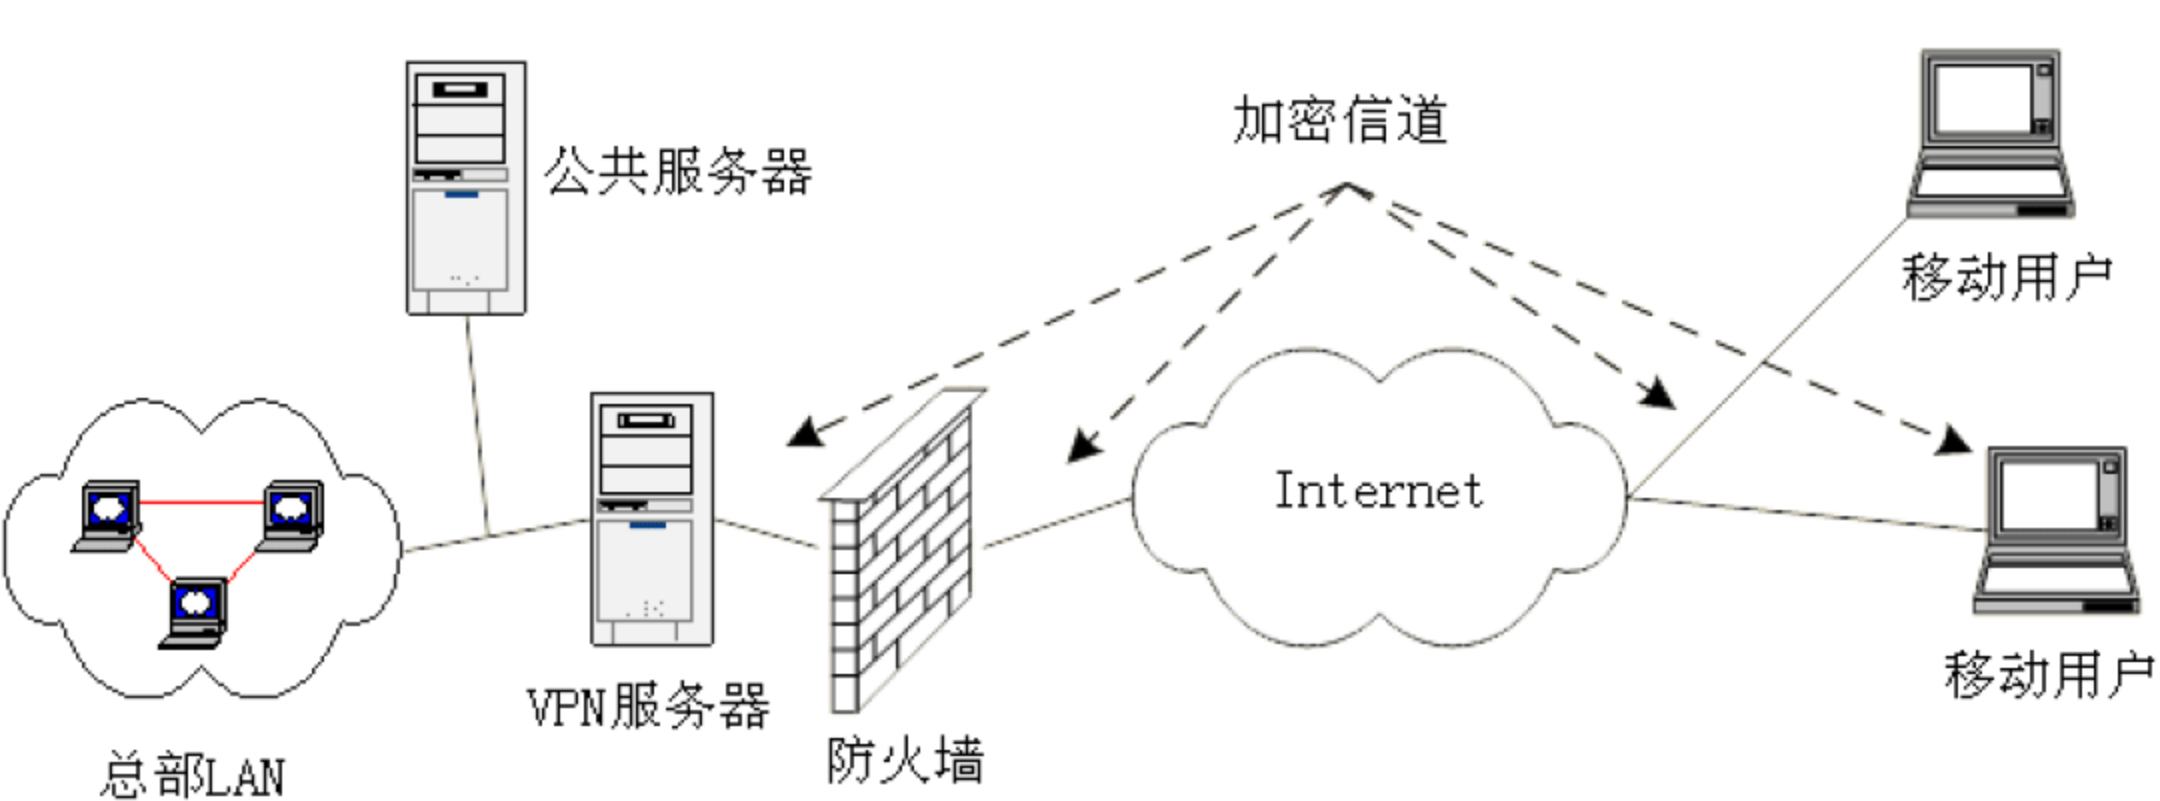 加密信道
公共服务器
移动用户
Internet
移动用户
VPN服务器
防火墙
总部LAN